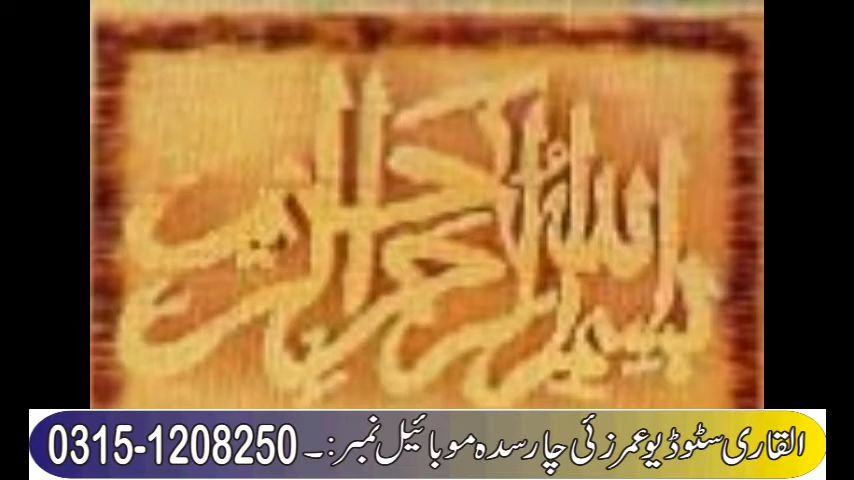 بسم الله الرحمن الرحيم
القاری سٹوڈیو عمرزئی چارسدہ موبائیل نمبر:۔ 0315-1208250